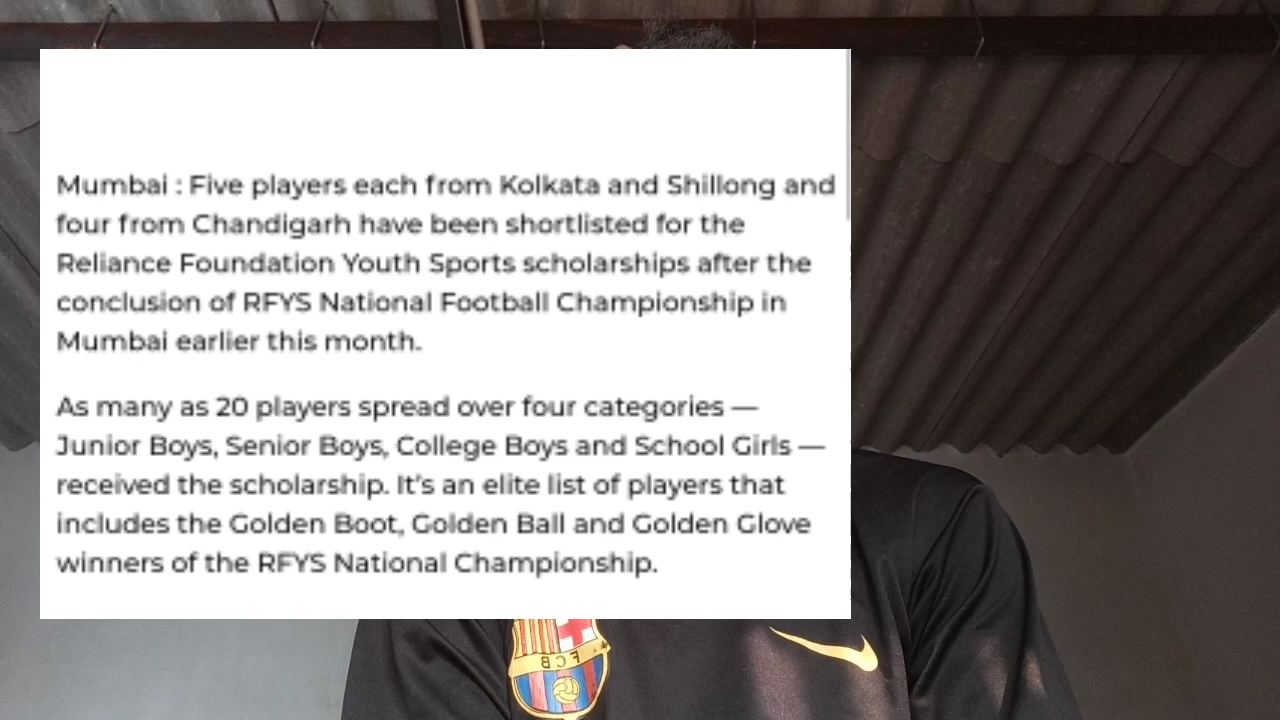 Mumbai : Five players each from Kolkata and Shillong and
four from Chandigarh have been shortlisted for the
Reliance Foundation Youth Sports scholarships after the
conclusion of RFYS National Football Championship in
Mumbai earlier this month.
As many as 20 players spread over four categories —
Junior Boys, Senior Boys, College Boys and School Girls —
received the scholarship. It's an elite list of players that
includes the Golden Boot, Golden Ball and Golden Glove
winners of the RFYS National Championship.
FCB